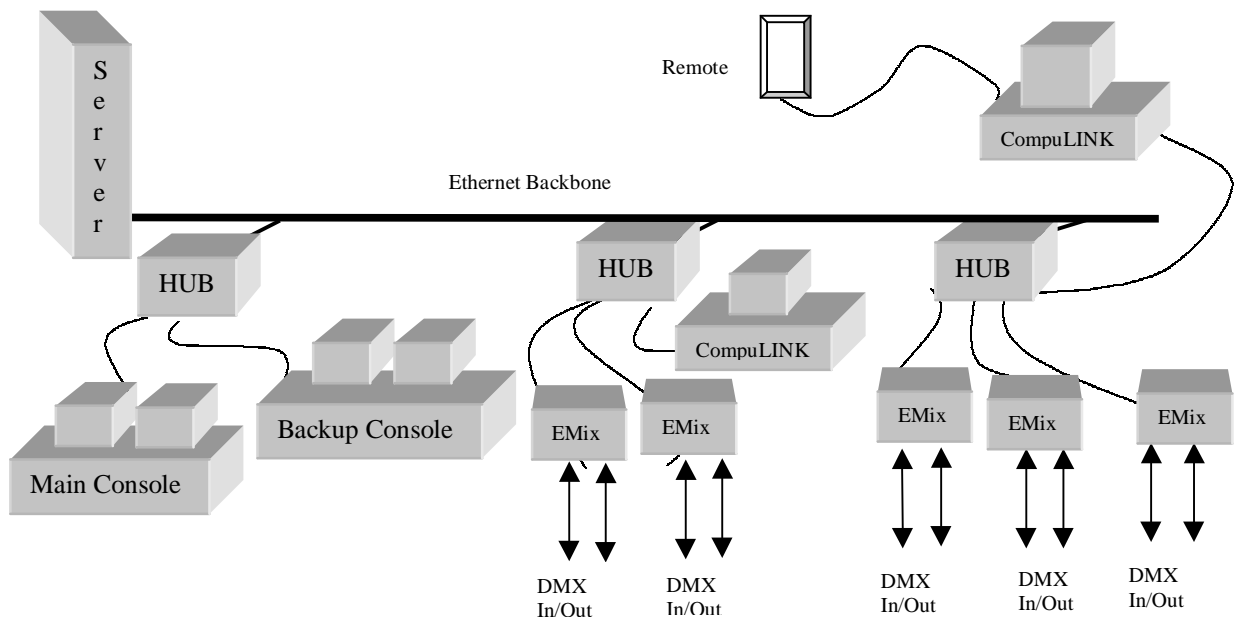 Server
Remote
CompuLINK
Ethernet Backbone
HUB
HUB
HUB
CompuLINK
Backup Console
Main Console
EMix
EMix
EMix
EMix
EMix
DMX
In/Out
DMX
In/Out
DMX
In/Out
DMX
In/Out
DMX
In/Out